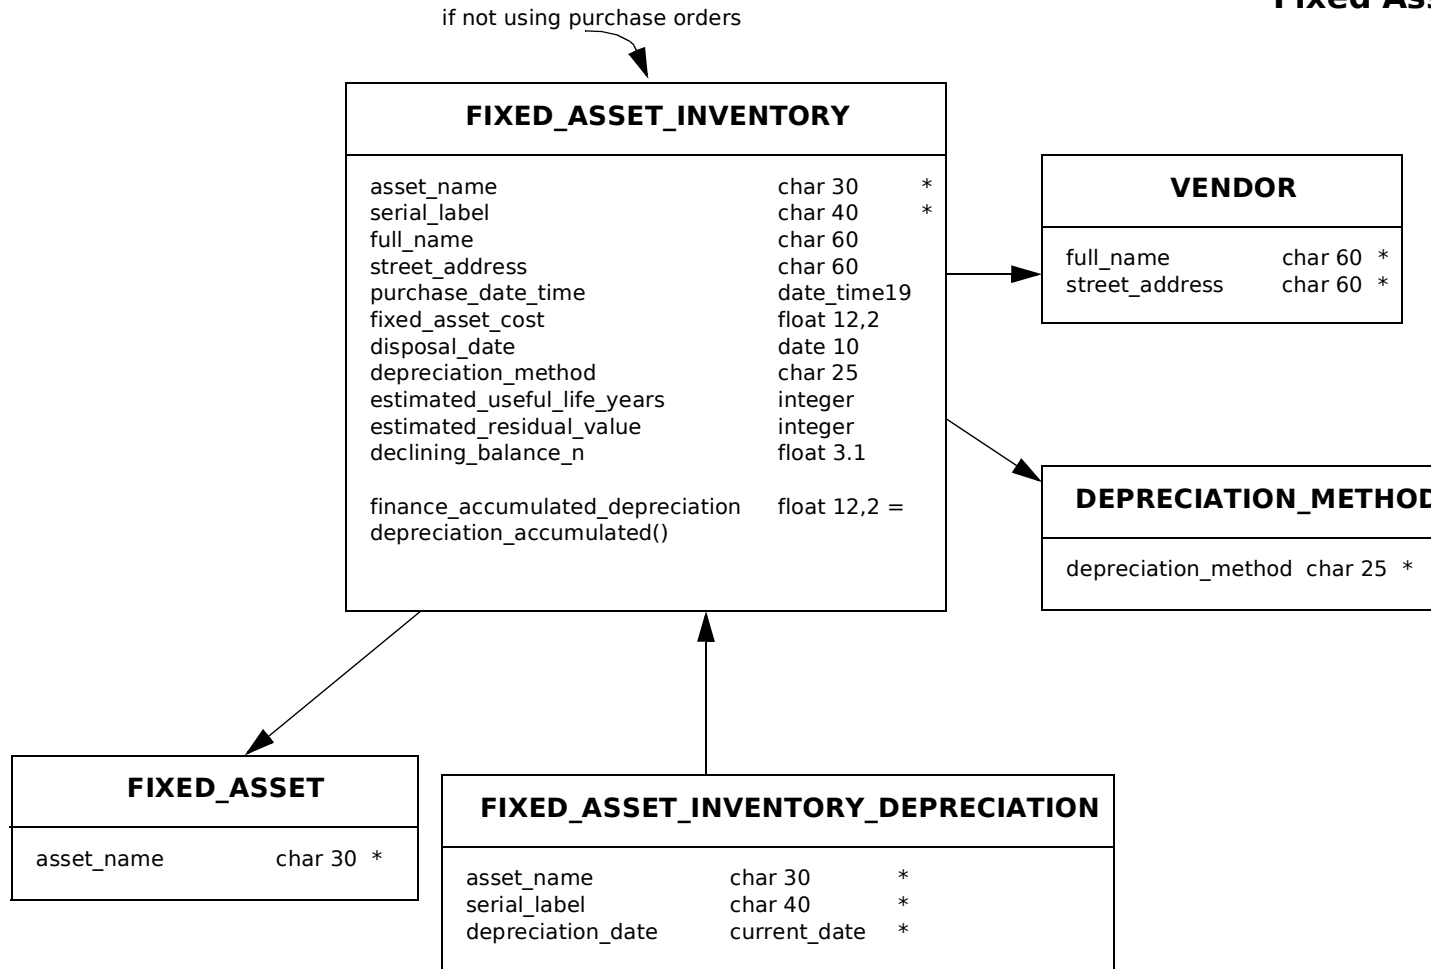 if not using purchase orders
FIXED_ASSET_INVENTORY
asset_name char 30 *
serial_label char 40 *
full_name char 60
street_address char 60
purchase_date_time date_time19
fixed_asset_cost float 12,2
disposal_date date 10
depreciation_method char 25
estimated_useful_life_years integer
estimated_residual_value integer
declining_balance_n float 3.1
finance_accumulated_depreciation float 12,2 =
depreciation_accumulated()
VENDOR
full_name char 60 *
street_address char 60 *
DEPRECIATION_METHOD
depreciation_method char 25 *
FIXED_ASSET
asset_name char 30 *
FIXED_ASSET_INVENTORY_DEPRECIATION
asset_name char 30 *
serial_label char 40 *
depreciation_date current_date *